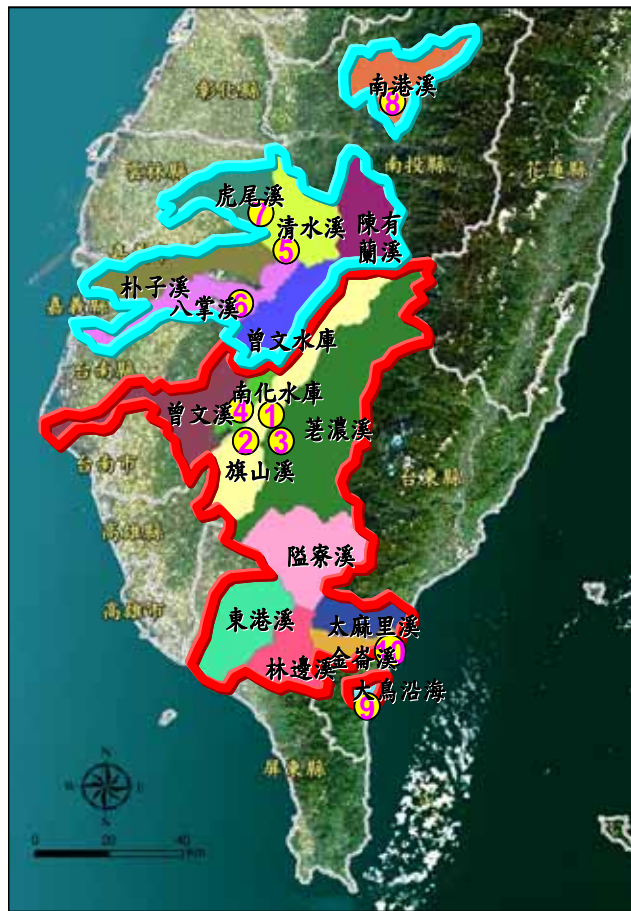 南港溪
8
彰化縣
雲林縣
南投縣
花蓮縣
虎尾溪
7
清水溪
5
陳有
蘭溪
朴子溪
嘉義縣
八掌溪
6
曾文水庫
台南縣
南化水庫
曾文溪
4
1
荖濃溪
2
3
台南市
旗山溪
台東縣
高雄縣
隘寮溪
高雄市
東港溪
太麻里溪
10
林邊溪
金崙溪
大鳥沿海
9
屏東縣
N
W
E
0
20
40